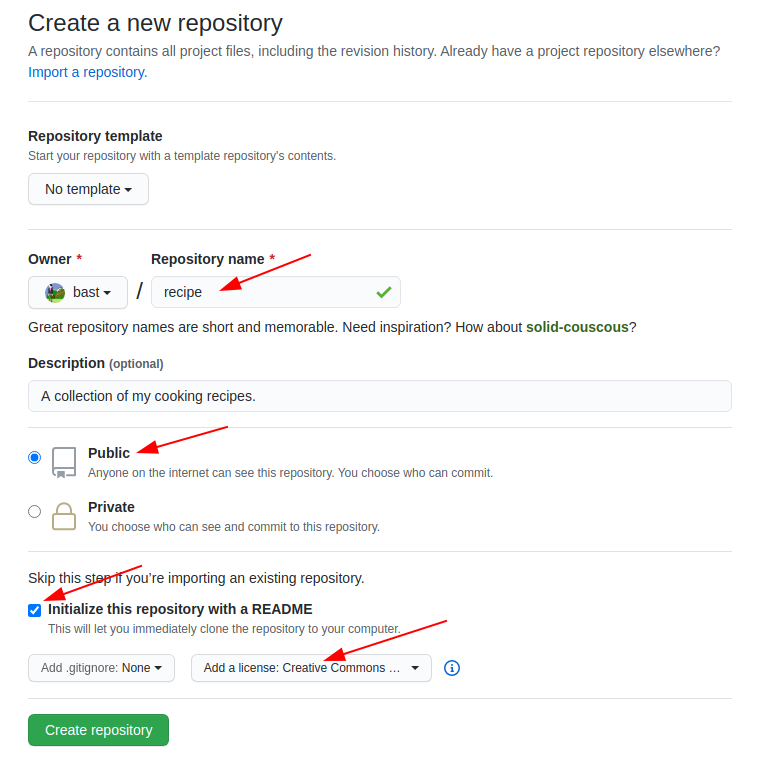 Create a new repository
A repository contains all project files, including the revision history. Already have a project repository elsewhere?
Import a repository.
Repository template
Start your repository with a template repository's contents.
No template
Owner * Repository name *
bast / recipe
Great repository names are short and memorable. Need inspiration? How about solid-couscous?
Description (optional)
A collection of my cooking recipes.
Public
Anyone on the internet can see this repository. You choose who can commit.
Private
You choose who can see and commit to this repository.
Skip this step if you're importing an existing repository.
Initialize this repository with a README
This will let you immediately clone the repository to your computer.
Add .gitignore: None Add a license: Creative Commons ...
Create repository